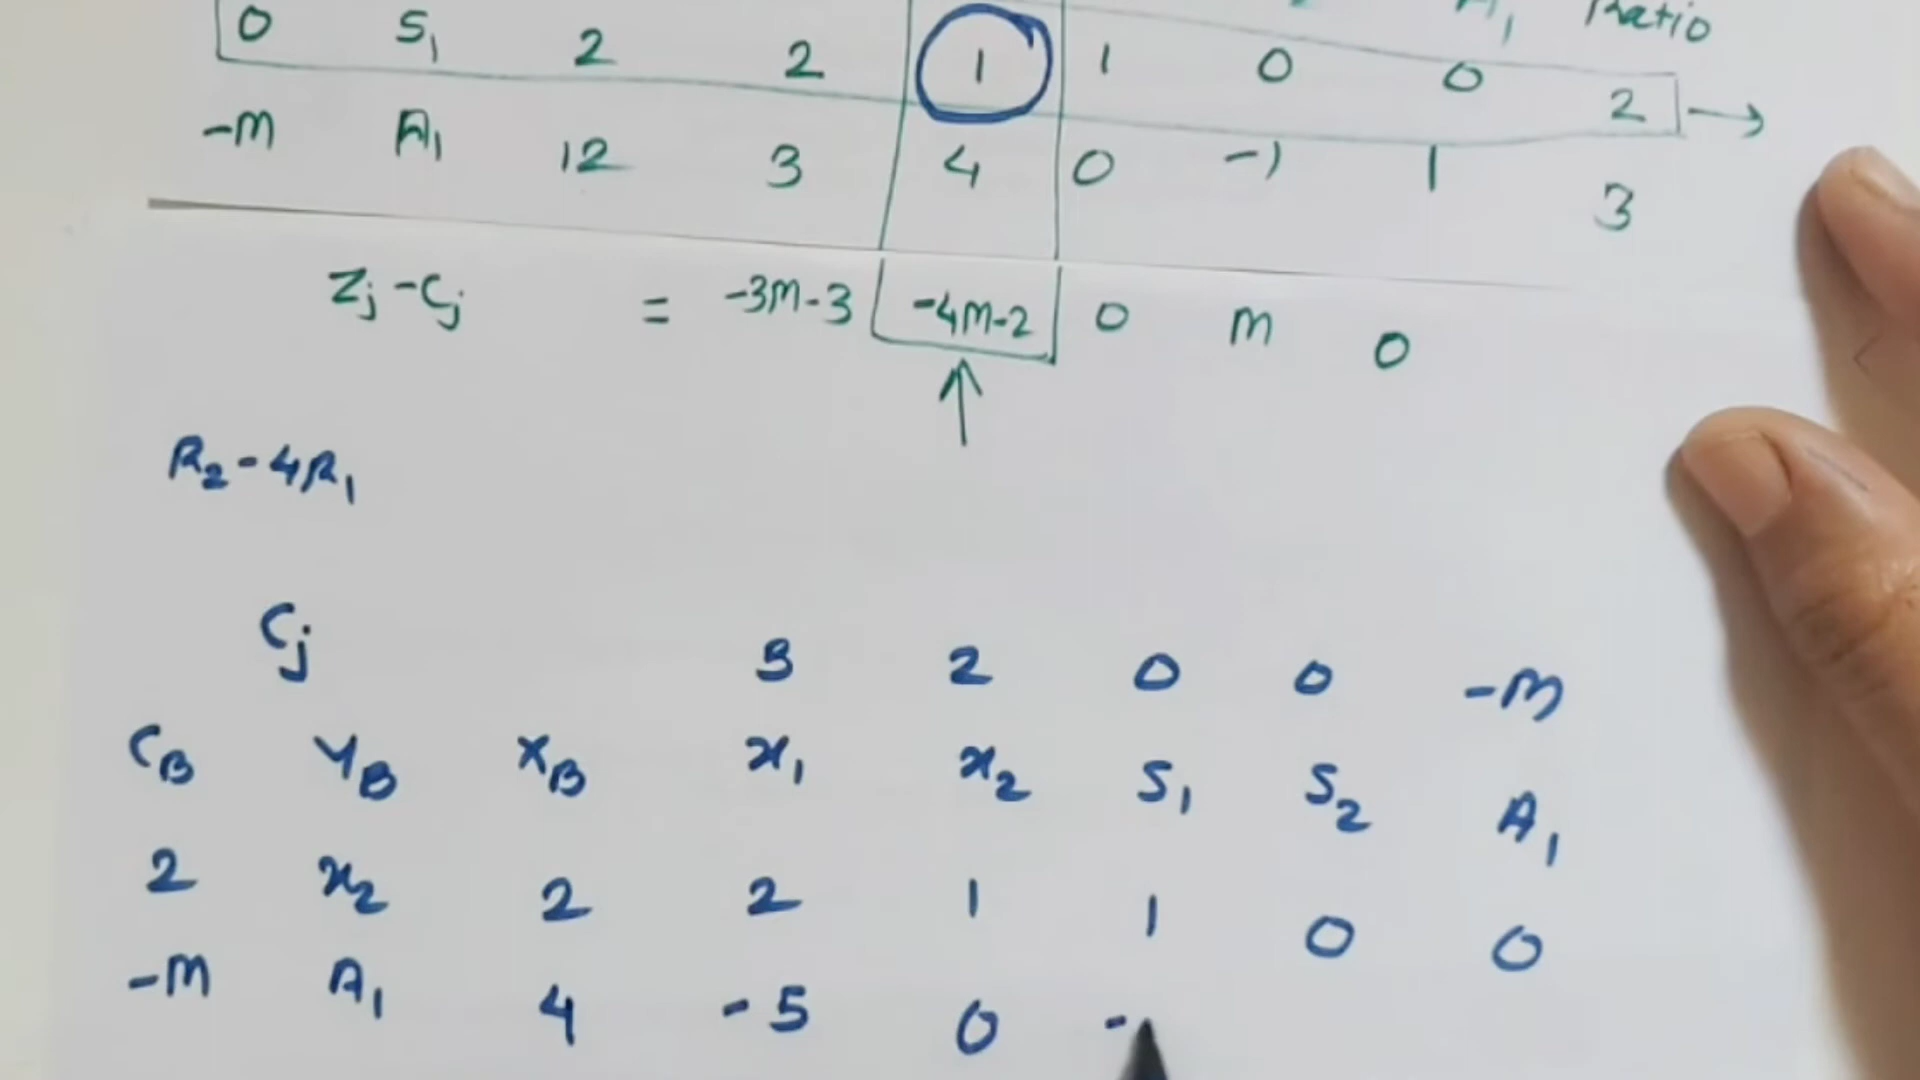 A₁ Ratio
0 S₁ 2 2 1 1 0 0 2 →
-M A₁ 12 3 4 0 -1 1 3
Zj - Cj = -3M-3 -4M-2 0 M 0
R₂ - 4R₁
Cj 3 2 0 0 -M
CB YB XB x₁ x₂ S₁ S₂ A₁
2 x₂ 2 2 1 1 0 0
-M A₁ 4 -5 0 -